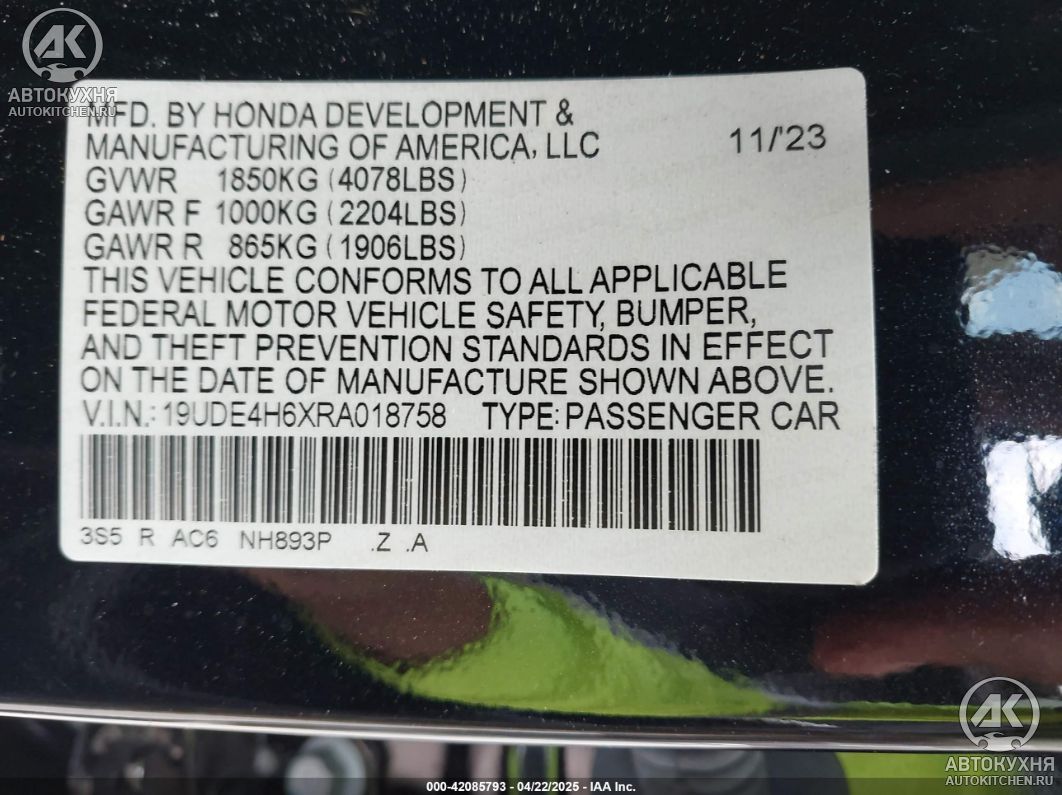 AK
АВТОКУХНЯ
AUTOKITCHEN.RU
MFD. BY HONDA DEVELOPMENT &
MANUFACTURING OF AMERICA, LLC 11/'23
GVWR 1850KG (4078LBS)
GAWR F 1000KG (2204LBS)
GAWR R 865KG (1906LBS)
THIS VEHICLE CONFORMS TO ALL APPLICABLE
FEDERAL MOTOR VEHICLE SAFETY, BUMPER,
AND THEFT PREVENTION STANDARDS IN EFFECT
ON THE DATE OF MANUFACTURE SHOWN ABOVE.
V.I.N.: 19UDE4H6XRA018758 TYPE: PASSENGER CAR
3S5 R AC6 NH893P .Z .A
AK
АВТОКУХНЯ
AUTOKITCHEN.RU
000-42085793 - 04/22/2025 - IAA Inc.